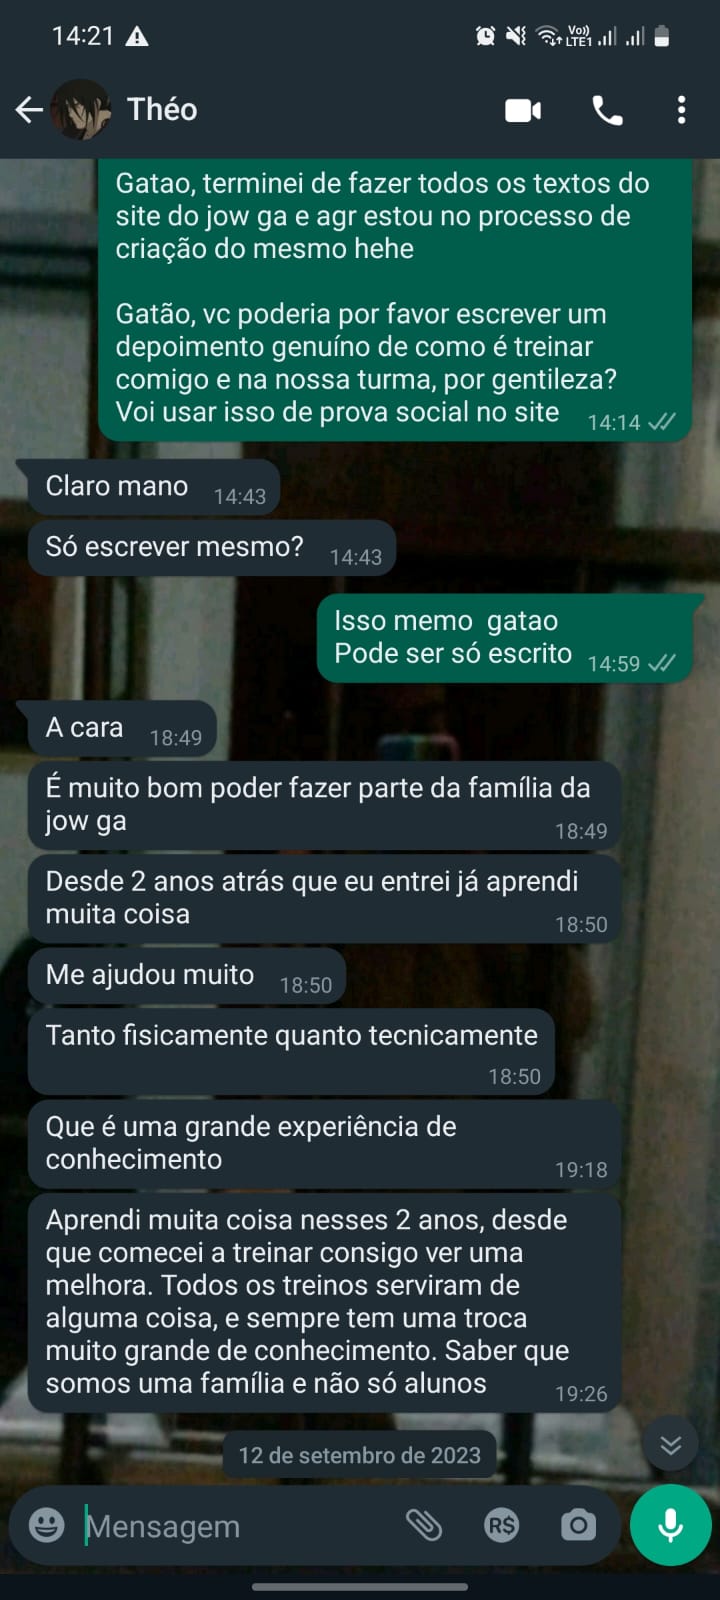 14:21
Vo))
LTE1
Théo
Gatao, terminei de fazer todos os textos do
site do jow ga e agr estou no processo de
criação do mesmo hehe
Gatão, vc poderia por favor escrever um
depoimento genuíno de como é treinar
comigo e na nossa turma, por gentileza?
Voi usar isso de prova social no site 14:14
Claro mano 14:43
Só escrever mesmo? 14:43
Isso memo gatao
Pode ser só escrito 14:59
A cara 18:49
É muito bom poder fazer parte da família da
jow ga
18:49
Desde 2 anos atrás que eu entrei já aprendi
muita coisa
18:50
Me ajudou muito 18:50
Tanto fisicamente quanto tecnicamente
18:50
Que é uma grande experiência de
conhecimento
19:18
Aprendi muita coisa nesses 2 anos, desde
que comecei a treinar consigo ver uma
melhora. Todos os treinos serviram de
alguma coisa, e sempre tem uma troca
muito grande de conhecimento. Saber que
somos uma família e não só alunos 19:26
12 de setembro de 2023
Mensagem
R$